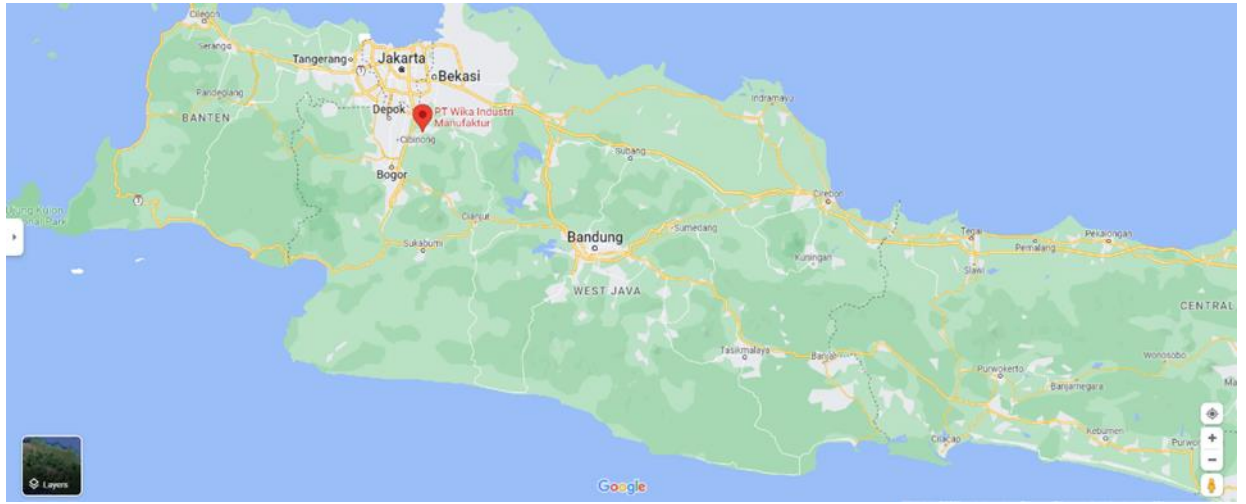 Cilegon
Serang
Tangerang
Jakarta
Bekasi
Pandeglang
BANTEN
Depok
PT Wika Industri
Manufaktur
Cibinong
Bogor
Indramayu
Subang
Cirebon
Cianjur
Sukabumi
Bandung
Sumedang
Kuningan
WEST JAVA
Tegal
Pemalang
Pekalongan
Slawi
CENTRAL
Tasikmalaya
Banjar
Purwokerto
Wonosobo
Banjarnegara
Cilacap
Kebumen
Layers
Google